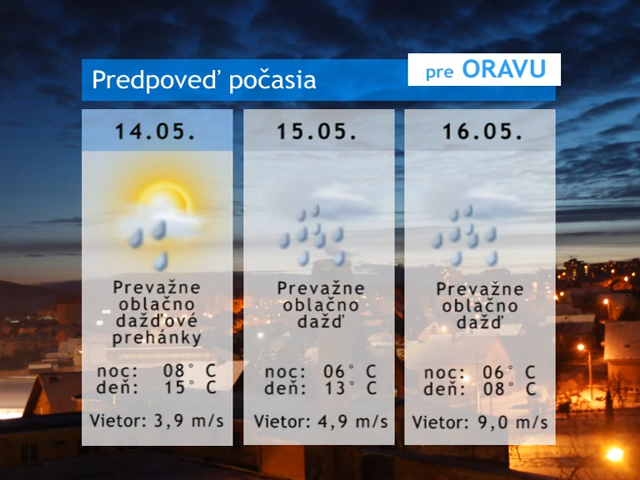 Predpoveď počasia
pre ORAVU
14.05.
Prevažne
oblačno
dažďové
prehánky
noc: 08° C
deň: 15° C
Vietor: 3,9 m/s
15.05.
Prevažne
oblačno
dažď
noc: 06° C
deň: 13° C
Vietor: 4,9 m/s
16.05.
Prevažne
oblačno
dažď
noc: 06° C
deň: 08° C
Vietor: 9,0 m/s